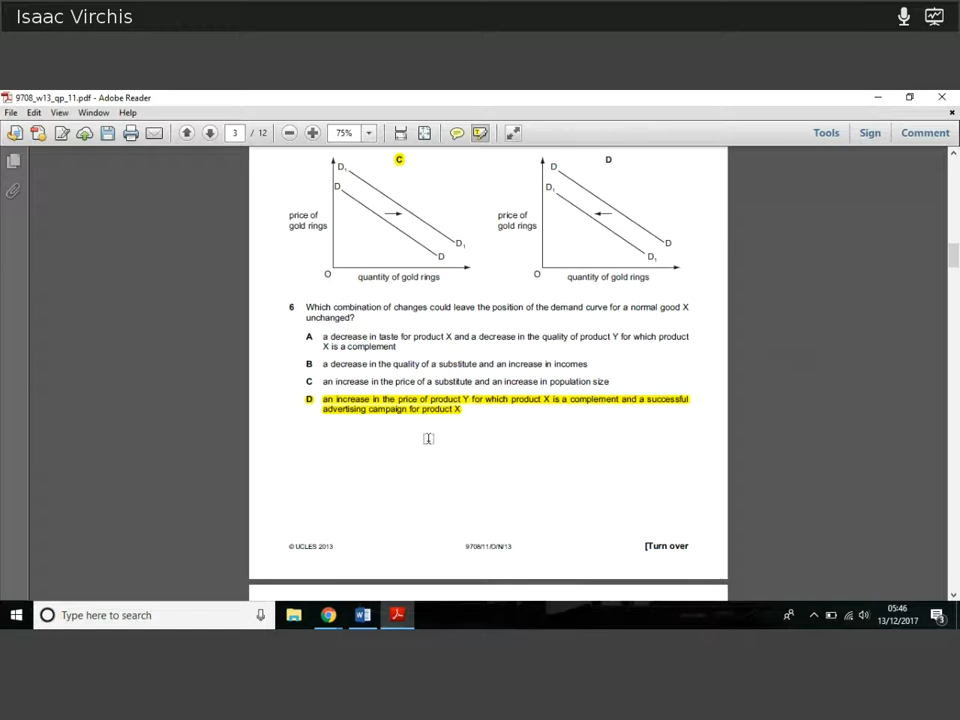 Isaac Virchis
9708_w13_qp_11.pdf - Adobe Reader
File Edit View Window Help
3 / 12 75% Tools Sign Comment
C D
D₁ D
D D₁
price of gold rings
price of gold rings
D₁ D
D D₁
O quantity of gold rings
O quantity of gold rings
6 Which combination of changes could leave the position of the demand curve for a normal good X
unchanged?
A a decrease in taste for product X and a decrease in the quality of product Y for which product
X is a complement
B a decrease in the quality of a substitute and an increase in incomes
C an increase in the price of a substitute and an increase in population size
D an increase in the price of product Y for which product X is a complement and a successful
advertising campaign for product X
© UCLES 2013 9708/11/O/N/13 [Turn over
Type here to search
05:46
13/12/2017
3